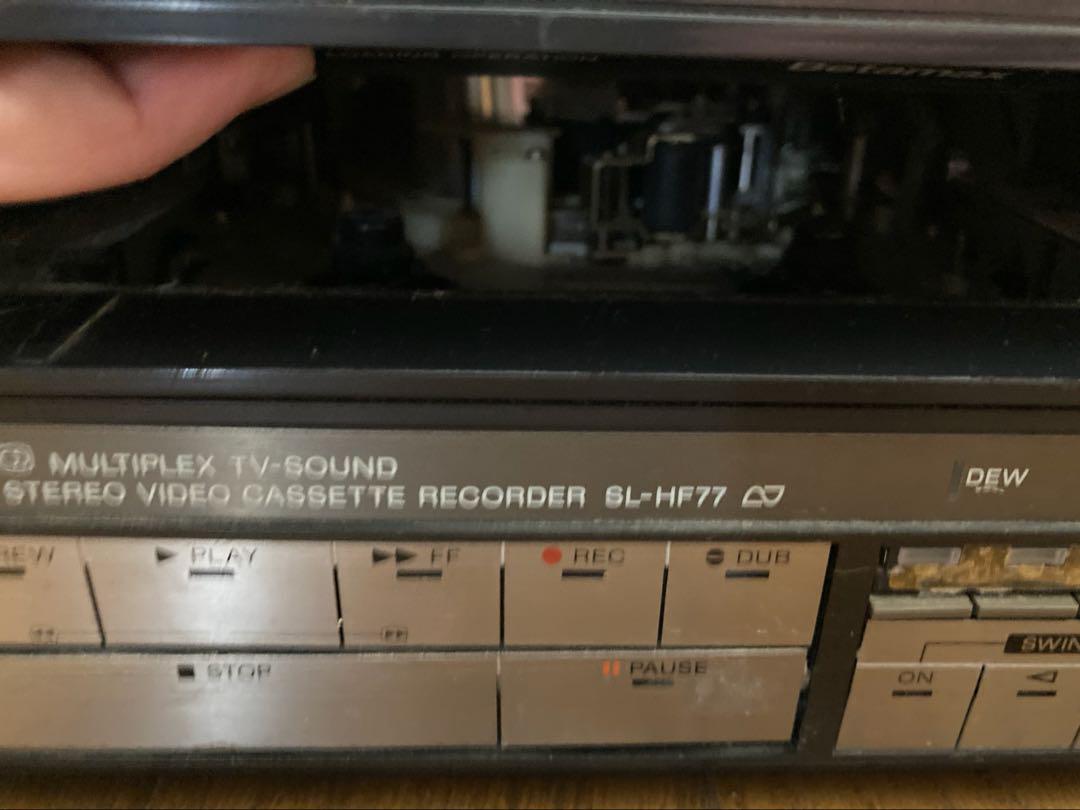 Betamax
MULTIPLEX TV-SOUND
STEREO VIDEO CASSETTE RECORDER SL-HF77
DEW
REW
PLAY
FF
REC
DUB
STOP
PAUSE
SWIN
ON